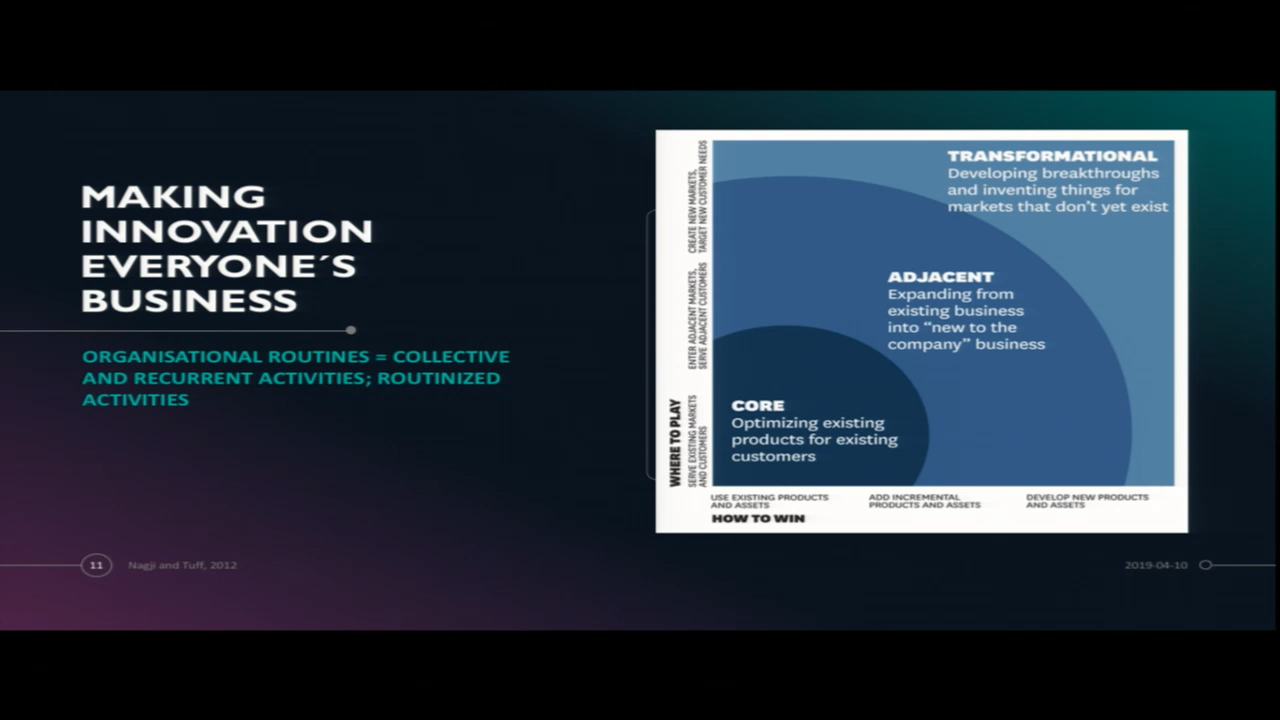 MAKING
INNOVATION
EVERYONE´S
BUSINESS
ORGANISATIONAL ROUTINES = COLLECTIVE
AND RECURRENT ACTIVITIES; ROUTINIZED
ACTIVITIES
TRANSFORMATIONAL
Developing breakthroughs
and inventing things for
markets that don't yet exist
ADJACENT
Expanding from
existing business
into “new to the
company” business
CORE
Optimizing existing
products for existing
customers
WHERE TO PLAY
CREATE NEW MARKETS,
TARGET NEW CUSTOMER NEEDS
ENTER ADJACENT MARKETS,
SERVE ADJACENT CUSTOMERS
SERVE EXISTING MARKETS
AND CUSTOMERS
USE EXISTING PRODUCTS
AND ASSETS
ADD INCREMENTAL
PRODUCTS AND ASSETS
DEVELOP NEW PRODUCTS
AND ASSETS
HOW TO WIN
11
Nagji and Tuff, 2012
2019-04-10